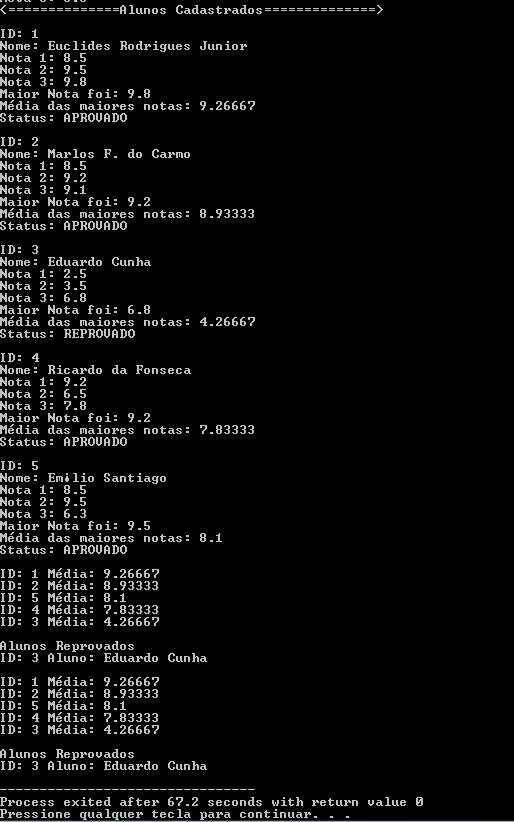 <==============Alunos Cadastrados==============>
ID: 1
Nome: Euclides Rodrigues Junior
Nota 1: 8.5
Nota 2: 9.5
Nota 3: 9.8
Maior Nota foi: 9.8
Média das maiores notas: 9.26667
Status: APROVADO
ID: 2
Nome: Marlos F. do Carmo
Nota 1: 8.5
Nota 2: 9.2
Nota 3: 9.1
Maior Nota foi: 9.2
Média das maiores notas: 8.93333
Status: APROVADO
ID: 3
Nome: Eduardo Cunha
Nota 1: 2.5
Nota 2: 3.5
Nota 3: 6.8
Maior Nota foi: 6.8
Média das maiores notas: 4.26667
Status: REPROVADO
ID: 4
Nome: Ricardo da Fonseca
Nota 1: 9.2
Nota 2: 6.5
Nota 3: 7.8
Maior Nota foi: 9.2
Média das maiores notas: 7.83333
Status: APROVADO
ID: 5
Nome: Emílio Santiago
Nota 1: 8.5
Nota 2: 9.5
Nota 3: 6.3
Maior Nota foi: 9.5
Média das maiores notas: 8.1
Status: APROVADO
ID: 1 Média: 9.26667
ID: 2 Média: 8.93333
ID: 5 Média: 8.1
ID: 4 Média: 7.83333
ID: 3 Média: 4.26667
Alunos Reprovados
ID: 3 Aluno: Eduardo Cunha
ID: 1 Média: 9.26667
ID: 2 Média: 8.93333
ID: 5 Média: 8.1
ID: 4 Média: 7.83333
ID: 3 Média: 4.26667
Alunos Reprovados
ID: 3 Aluno: Eduardo Cunha
--------------------------------
Process exited after 67.2 seconds with return value 0
Pressione qualquer tecla para continuar. . .